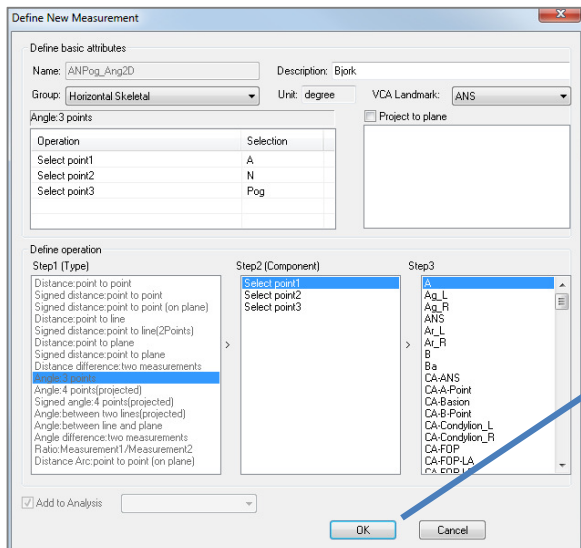 Define New Measurement
Define basic attributes
Name: ANPog_Ang2D Description: Bjork
Group: Horizontal Skeletal Unit: degree VCA Landmark: ANS
Angle:3 points Project to plane
Operation Selection
Select point1 A
Select point2 N
Select point3 Pog
Define operation
Step1 (Type) Step2 (Component) Step3
Distance:point to point Select point1 A
Signed distance:point to point Select point2 Ag_L
Signed distance:point to point (on plane) Select point3 Ag_R
Distance:point to line ANS
Signed distance:point to line(2Points) Ar_L
Distance:point to plane > > Ar_R
Signed distance:point to plane B
Distance difference:two measurements Ba
Angle:3 points CA-ANS
Angle:4 points(projected) CA-A-Point
Signed angle:4 points(projected) CA-Basion
Angle:between two lines(projected) CA-B-Point
Angle:between line and plane CA-Condylion_L
Angle difference:two measurements CA-Condylion_R
Ratio:Measurement1/Measurement2 CA-FOP
Distance Arc:point to point (on plane) CA-FOP-LA
Add to Analysis
OK Cancel